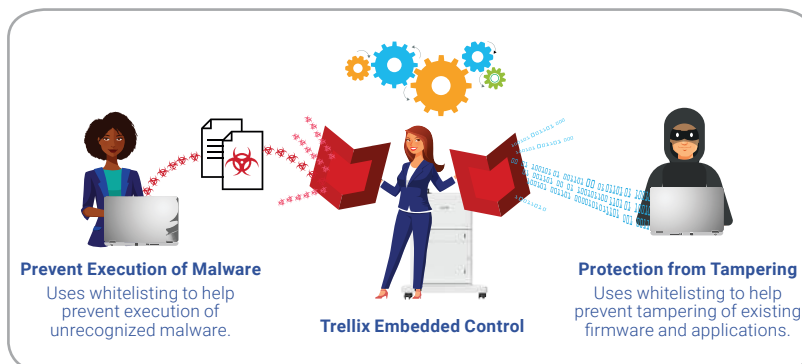 Prevent Execution of Malware
Uses whitelisting to help
prevent execution of
unrecognized malware.
Trellix Embedded Control
Protection from Tampering
Uses whitelisting to help
prevent tampering of existing
firmware and applications.